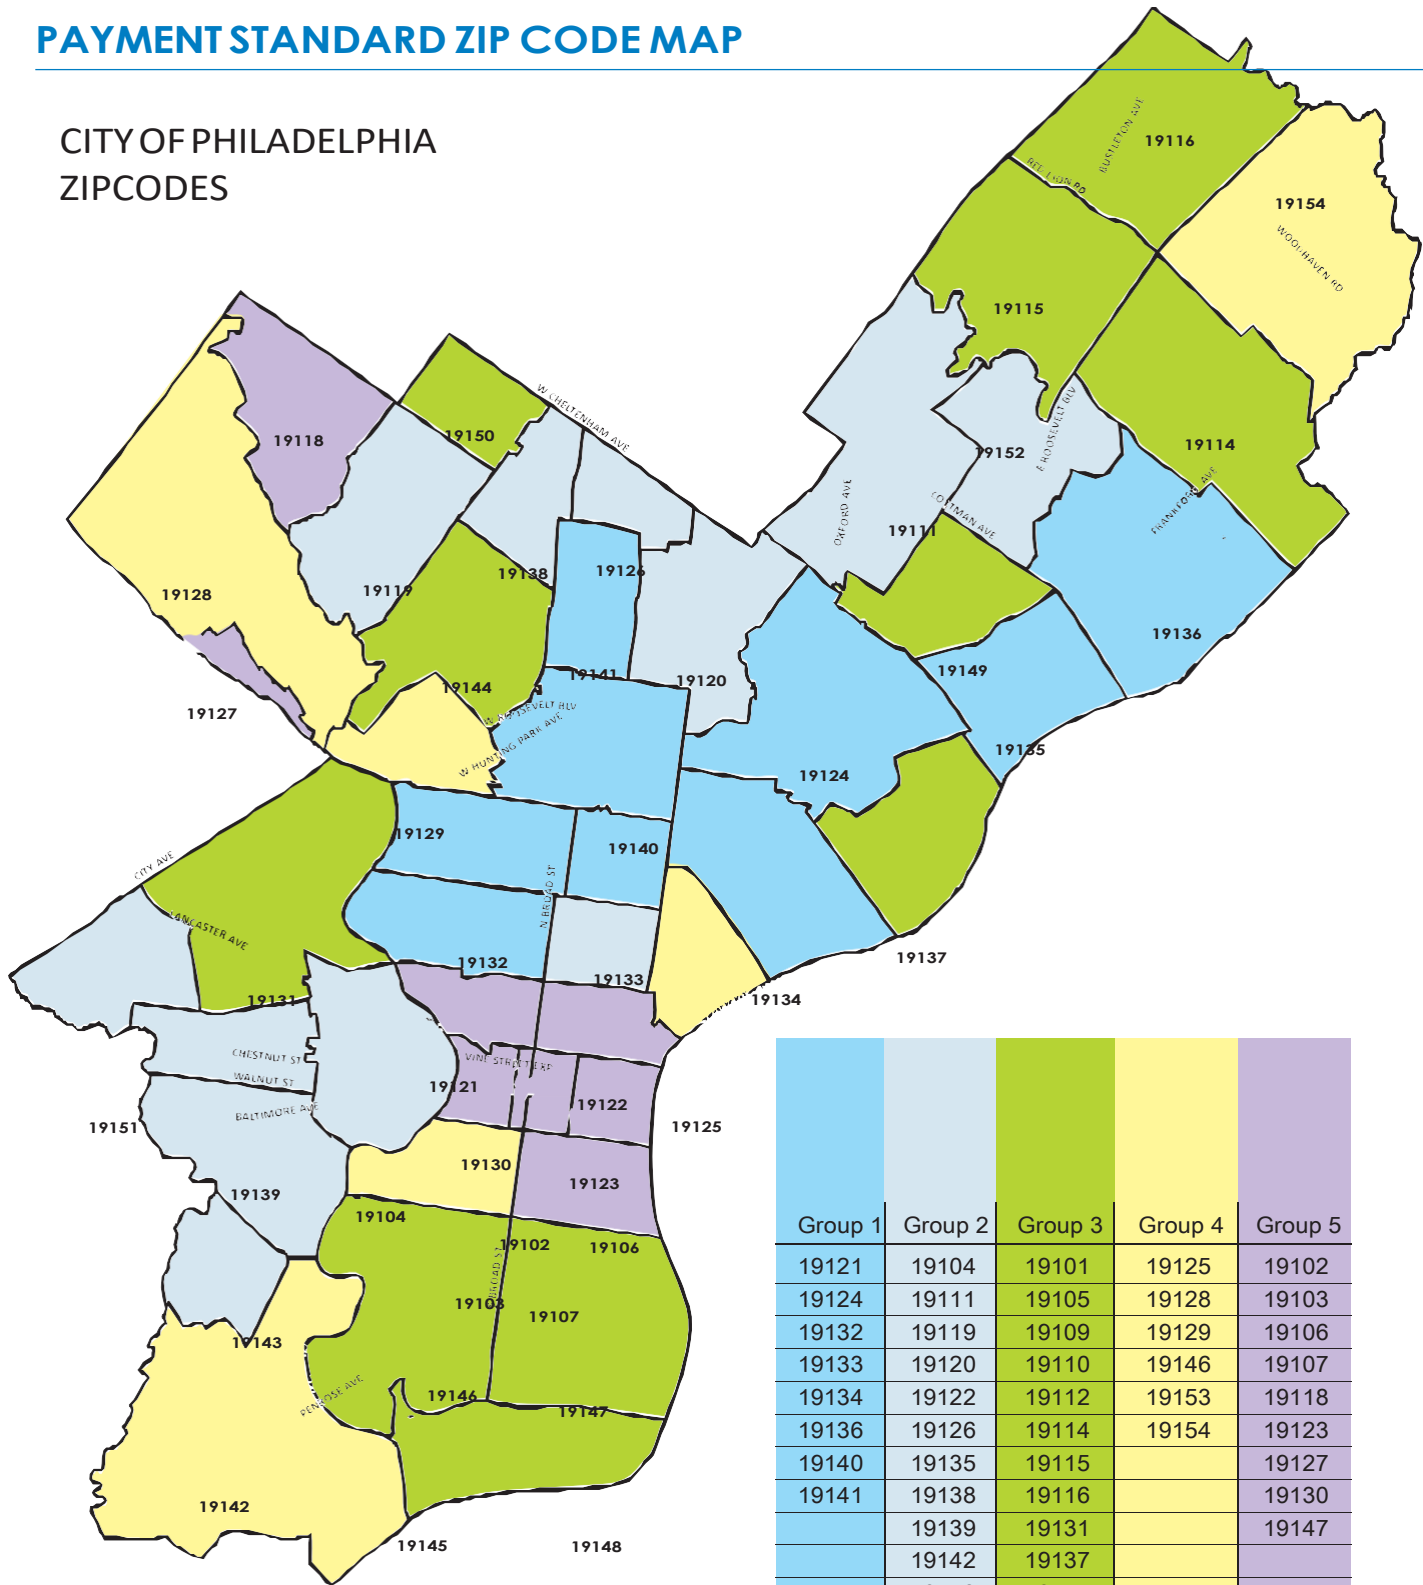 PAYMENT STANDARD ZIP CODE MAP
CITY OF PHILADELPHIA
ZIPCODES
BUSTLETON AVE
19116
RED LION RD
19154
WOODHAVEN RD
19115
W CHELTENHAM AVE
19118
19150
E ROOSEVELT BLV
19152
19114
OXFORD AVE
COTTMAN AVE
FRANKFORD AVE
19111
19138
19126
19128
19119
19136
19149
19141
19120
19144
W ROOSEVELT BLV
19127
W HUNTING PARK AVE
19135
19124
19129
19140
CITY AVE
N BROAD ST
LANCASTER AVE
19132
19133
19137
19131
19134
CHESTNUT ST
VINE STREET EXP
WALNUT ST
19121
BALTIMORE AVE
19122
19151
19125
19130
19139
19123
19104
19102
19106
S BROAD ST
19103
19107
19143
PENROSE AVE
19146
19147
19142
19145
19148
Group 1 Group 2 Group 3 Group 4 Group 5
19121 19104 19101 19125 19102
19124 19111 19105 19128 19103
19132 19119 19109 19129 19106
19133 19120 19110 19146 19107
19134 19122 19112 19153 19118
19136 19126 19114 19154 19123
19140 19135 19115 19127
19141 19138 19116 19130
19139 19131 19147
19142 19137